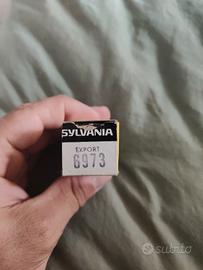 SYLVANIA
EXPORT
6973
subito